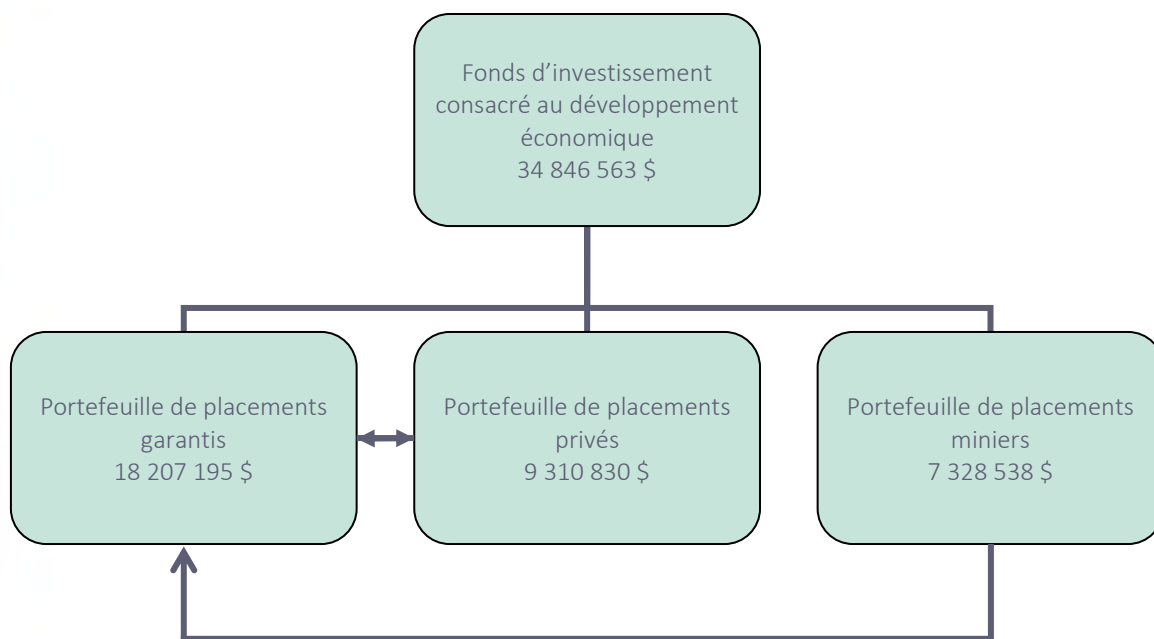 Fonds d’investissement
consacré au développement
économique
34 846 563 $
Portefeuille de placements
garantis
18 207 195 $
Portefeuille de placements
privés
9 310 830 $
Portefeuille de placements
miniers
7 328 538 $